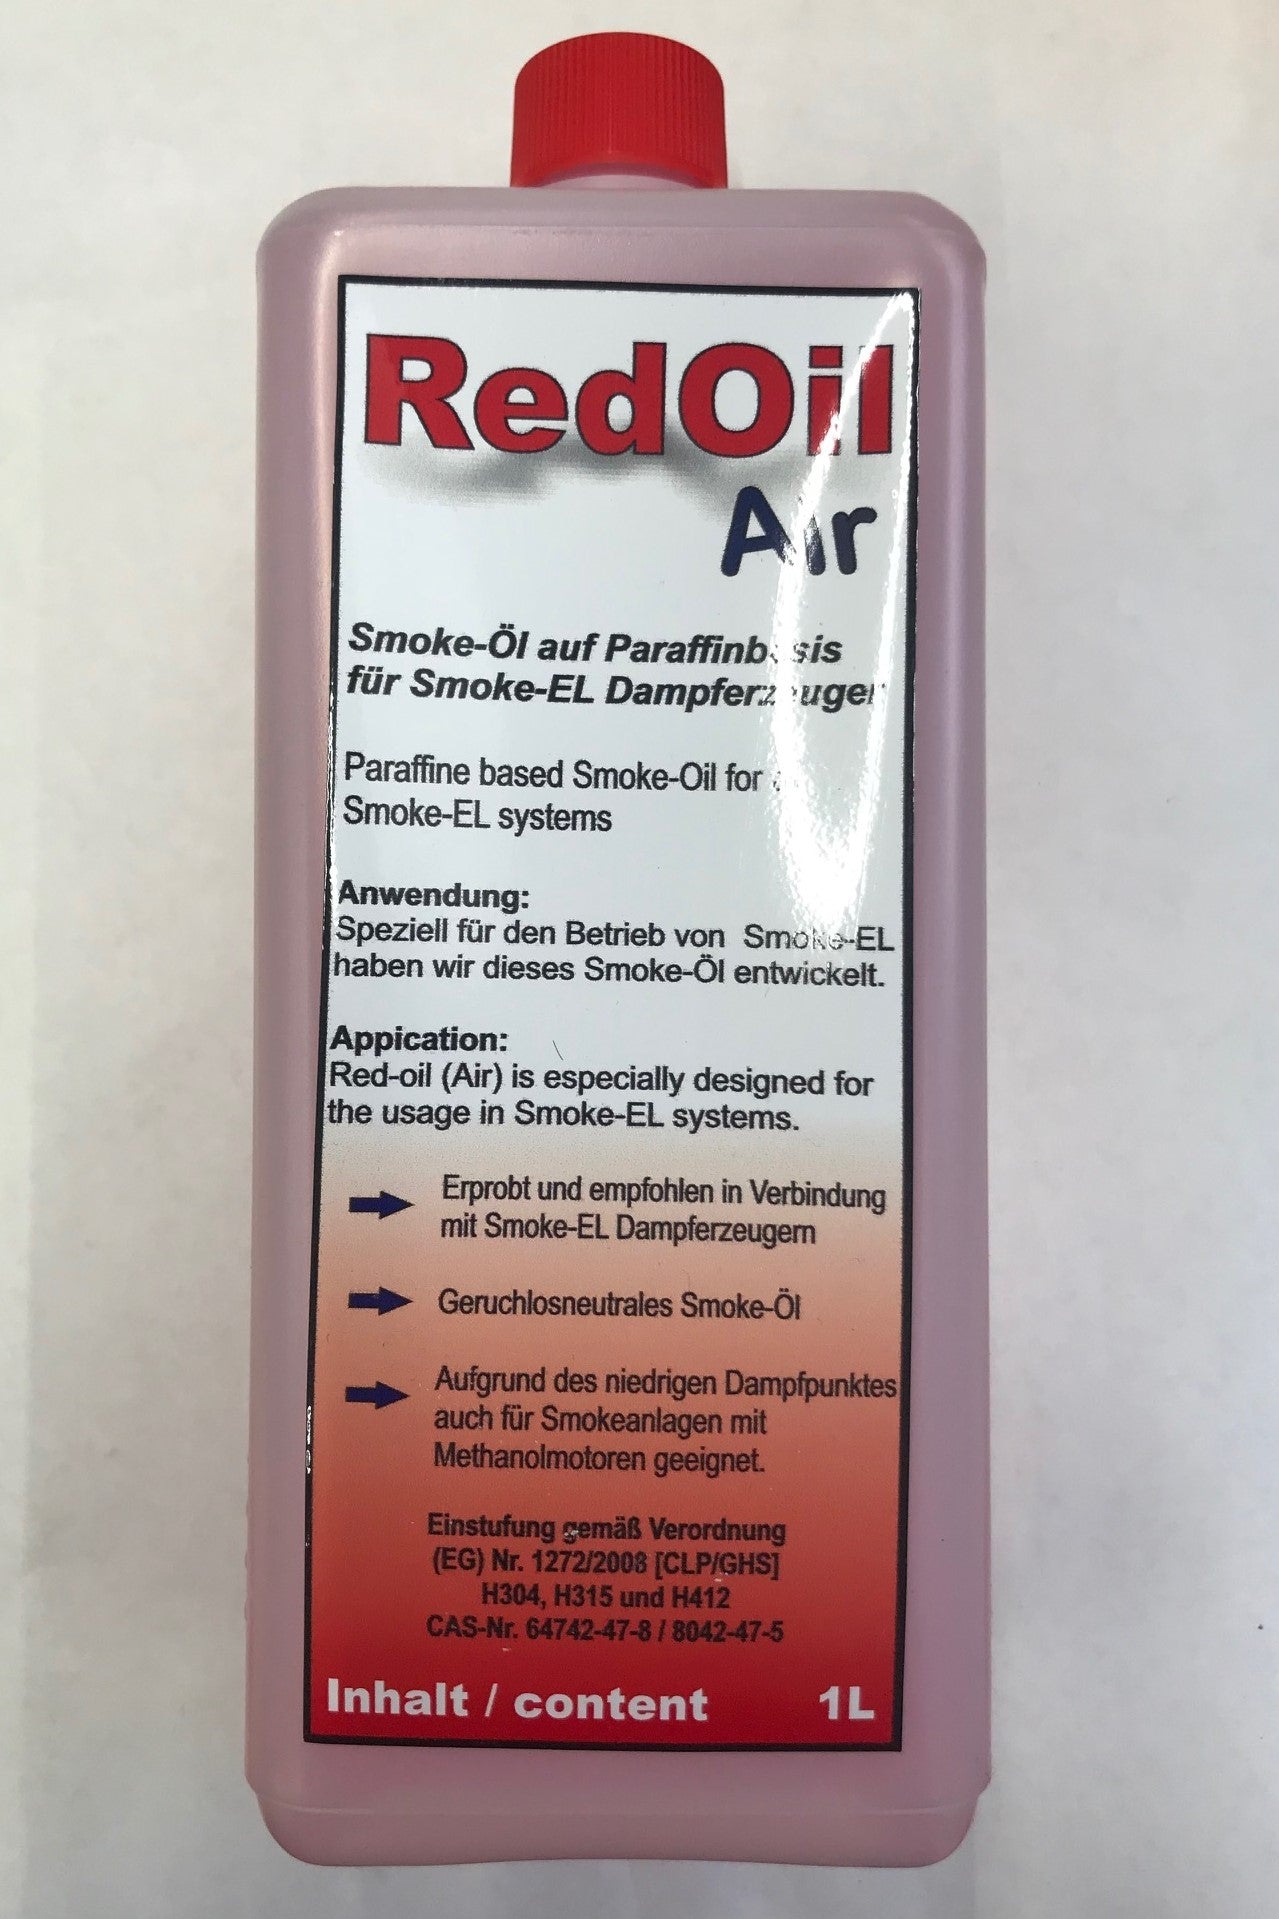 RedOil
Air
Smoke-Öl auf Paraffinbasis
für Smoke-EL Dampferzeuger
Paraffine based Smoke-Oil for
Smoke-EL systems
Anwendung:
Speziell für den Betrieb von Smoke-EL
haben wir dieses Smoke-Öl entwickelt.
Appication:
Red-oil (Air) is especially designed for
the usage in Smoke-EL systems.
Erprobt und empfohlen in Verbindung
mit Smoke-EL Dampferzeugern
Geruchlosneutrales Smoke-Öl
Aufgrund des niedrigen Dampfpunktes
auch für Smokeanlagen mit
Methanolmotoren geeignet.
Einstufung gemäß Verordnung
(EG) Nr. 1272/2008 [CLP/GHS]
H304, H315 und H412
CAS-Nr. 64742-47-8 / 8042-47-5
Inhalt / content 1L